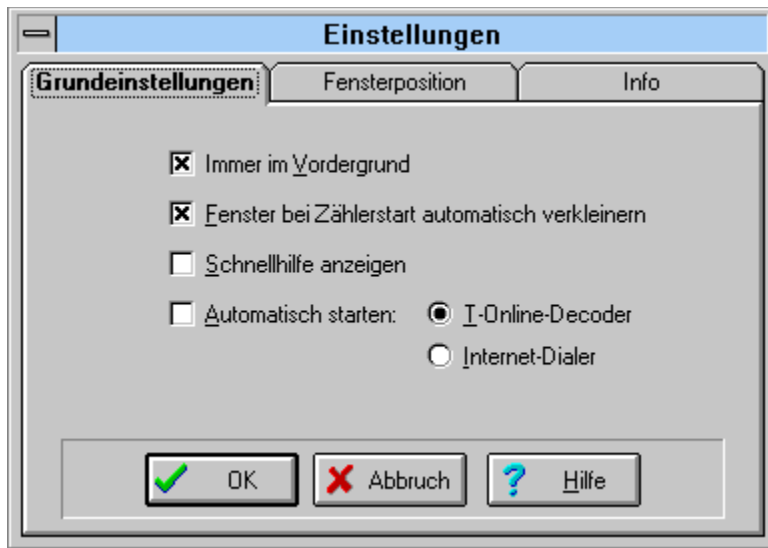 Einstellungen
Grundeinstellungen Fensterposition Info
Immer im Vordergrund
Fenster bei Zählerstart automatisch verkleinern
Schnellhilfe anzeigen
Automatisch starten: T-Online-Decoder
Internet-Dialer
OK Abbruch Hilfe